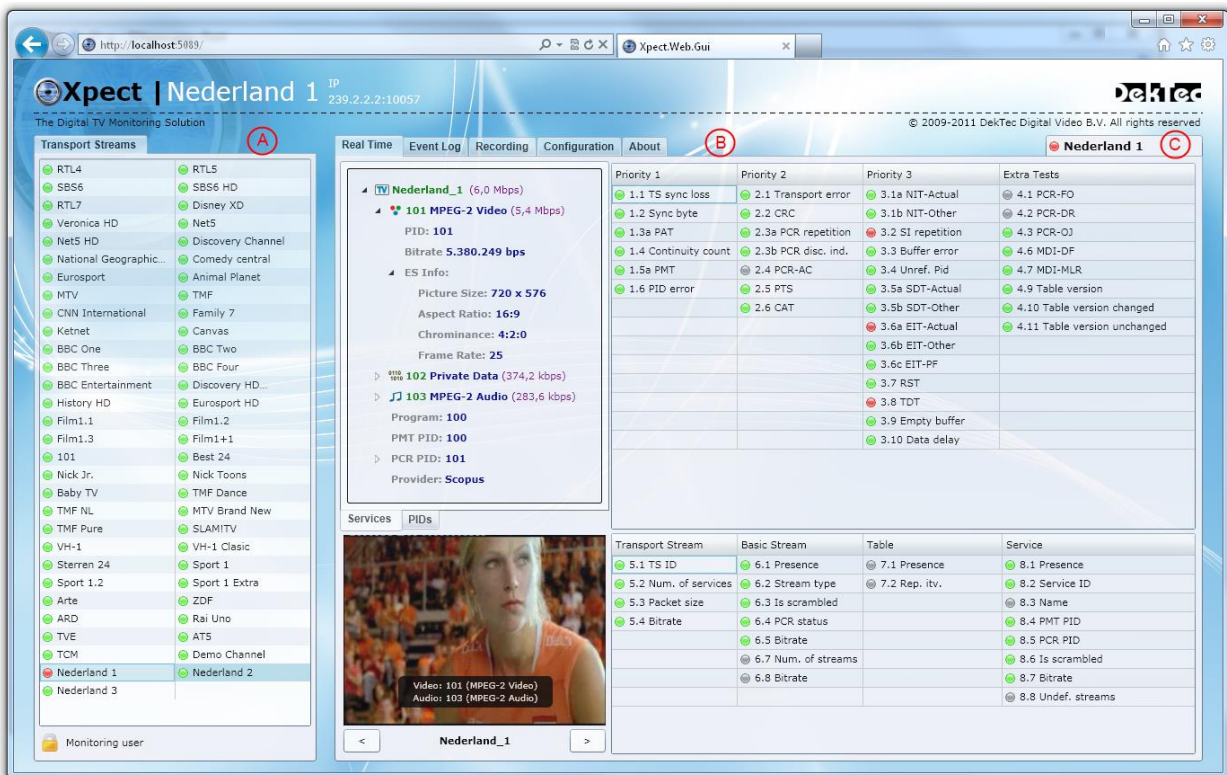 http://localhost:5089/
Xpect.Web.Gui
Xpect | Nederland 1 IP 239.2.2.2:10057
DekTec
The Digital TV Monitoring Solution
© 2009-2011 DekTec Digital Video B.V. All rights reserved
Transport Streams
A
RTL4 RTL5
SBS6 SBS6 HD
RTL7 Disney XD
Veronica HD Net5
Net5 HD Discovery Channel
National Geographic... Comedy central
Eurosport Animal Planet
MTV TMF
CNN International Family 7
Ketnet Canvas
BBC One BBC Two
BBC Three BBC Four
BBC Entertainment Discovery HD...
History HD Eurosport HD
Film1.1 Film1.2
Film1.3 Film1+1
101 Best 24
Nick Jr. Nick Toons
Baby TV TMF Dance
TMF NL MTV Brand New
TMF Pure SLAM!TV
VH-1 VH-1 Clasic
Sterren 24 Sport 1
Sport 1.2 Sport 1 Extra
Arte ZDF
ARD Rai Uno
TVE AT5
TCM Demo Channel
Nederland 1 Nederland 2
Nederland 3
Monitoring user
Real Time Event Log Recording Configuration About
B
Nederland 1
C
TV Nederland_1 (6,0 Mbps)
101 MPEG-2 Video (5,4 Mbps)
PID: 101
Bitrate 5.380.249 bps
ES Info:
Picture Size: 720 x 576
Aspect Ratio: 16:9
Chrominance: 4:2:0
Frame Rate: 25
102 Private Data (374,2 kbps)
103 MPEG-2 Audio (283,6 kbps)
Program: 100
PMT PID: 100
PCR PID: 101
Provider: Scopus
Services PIDs
Video: 101 (MPEG-2 Video)
Audio: 103 (MPEG-2 Audio)
< Nederland_1 >
Priority 1 Priority 2 Priority 3 Extra Tests
1.1 TS sync loss 2.1 Transport error 3.1a NIT-Actual 4.1 PCR-FO
1.2 Sync byte 2.2 CRC 3.1b NIT-Other 4.2 PCR-DR
1.3a PAT 2.3a PCR repetition 3.2 SI repetition 4.3 PCR-OJ
1.4 Continuity count 2.3b PCR disc. ind. 3.3 Buffer error 4.6 MDI-DF
1.5a PMT 2.4 PCR-AC 3.4 Unref. Pid 4.7 MDI-MLR
1.6 PID error 2.5 PTS 3.5a SDT-Actual 4.9 Table version
2.6 CAT 3.5b SDT-Other 4.10 Table version changed
3.6a EIT-Actual 4.11 Table version unchanged
3.6b EIT-Other
3.6c EIT-PF
3.7 RST
3.8 TDT
3.9 Empty buffer
3.10 Data delay
Transport Stream Basic Stream Table Service
5.1 TS ID 6.1 Presence 7.1 Presence 8.1 Presence
5.2 Num. of services 6.2 Stream type 7.2 Rep. itv. 8.2 Service ID
5.3 Packet size 6.3 Is scrambled 8.3 Name
5.4 Bitrate 6.4 PCR status 8.4 PMT PID
6.5 Bitrate 8.5 PCR PID
6.7 Num. of streams 8.6 Is scrambled
6.8 Bitrate 8.7 Bitrate
8.8 Undef. streams